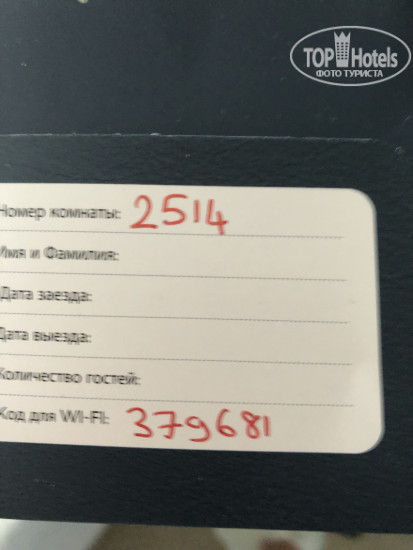 TOP Hotels
ФОТО ТУРИСТА
Номер комнаты: 2514
Имя и Фамилия:
Дата заезда:
Дата выезда:
Количество гостей:
Код для WI-FI: 379681